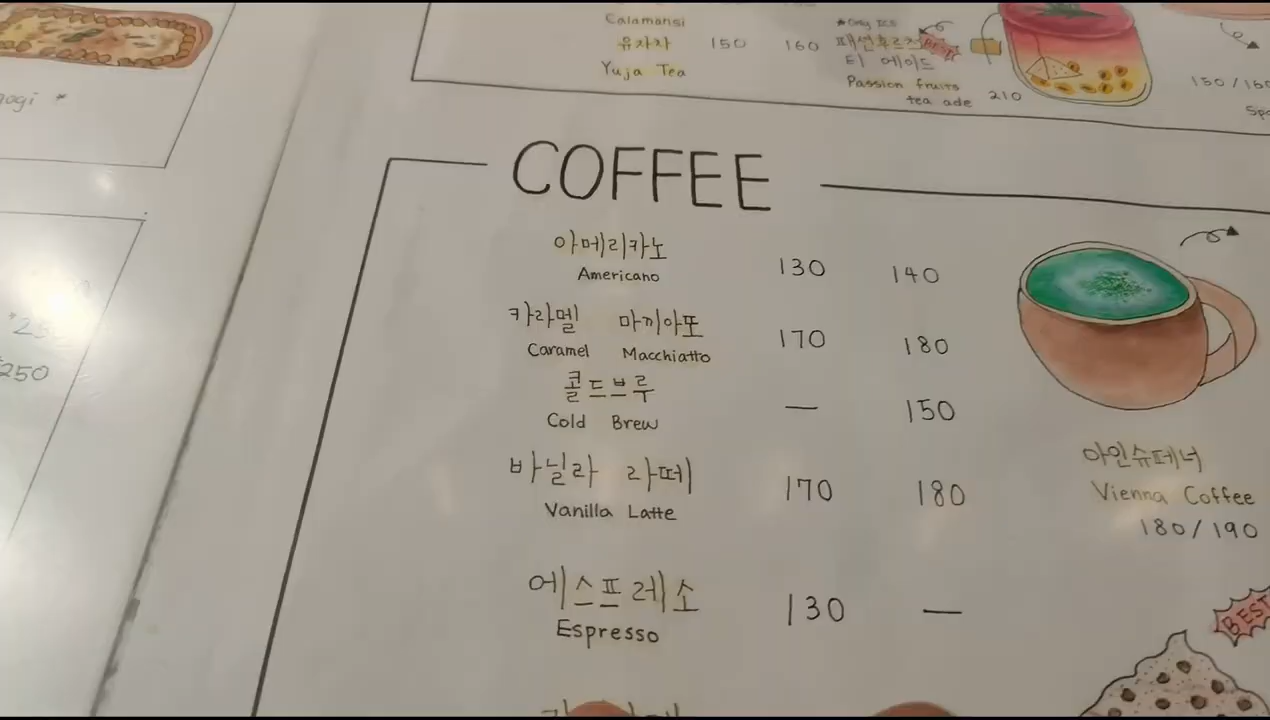 Calamansi
유자차 150 160
Yuja Tea
*Only ICE
패션후르츠 BEST
티 에이드
Passion fruits
tea ade 210
150/160
COFFEE
아메리카노
Americano 130 140
카라멜 마끼아또
Caramel Macchiatto 170 180
콜드브루
Cold Brew — 150
바닐라 라떼
Vanilla Latte 170 180
에스프레소
Espresso 130 —
아인슈페너
Vienna Coffee
180/190
BEST
250